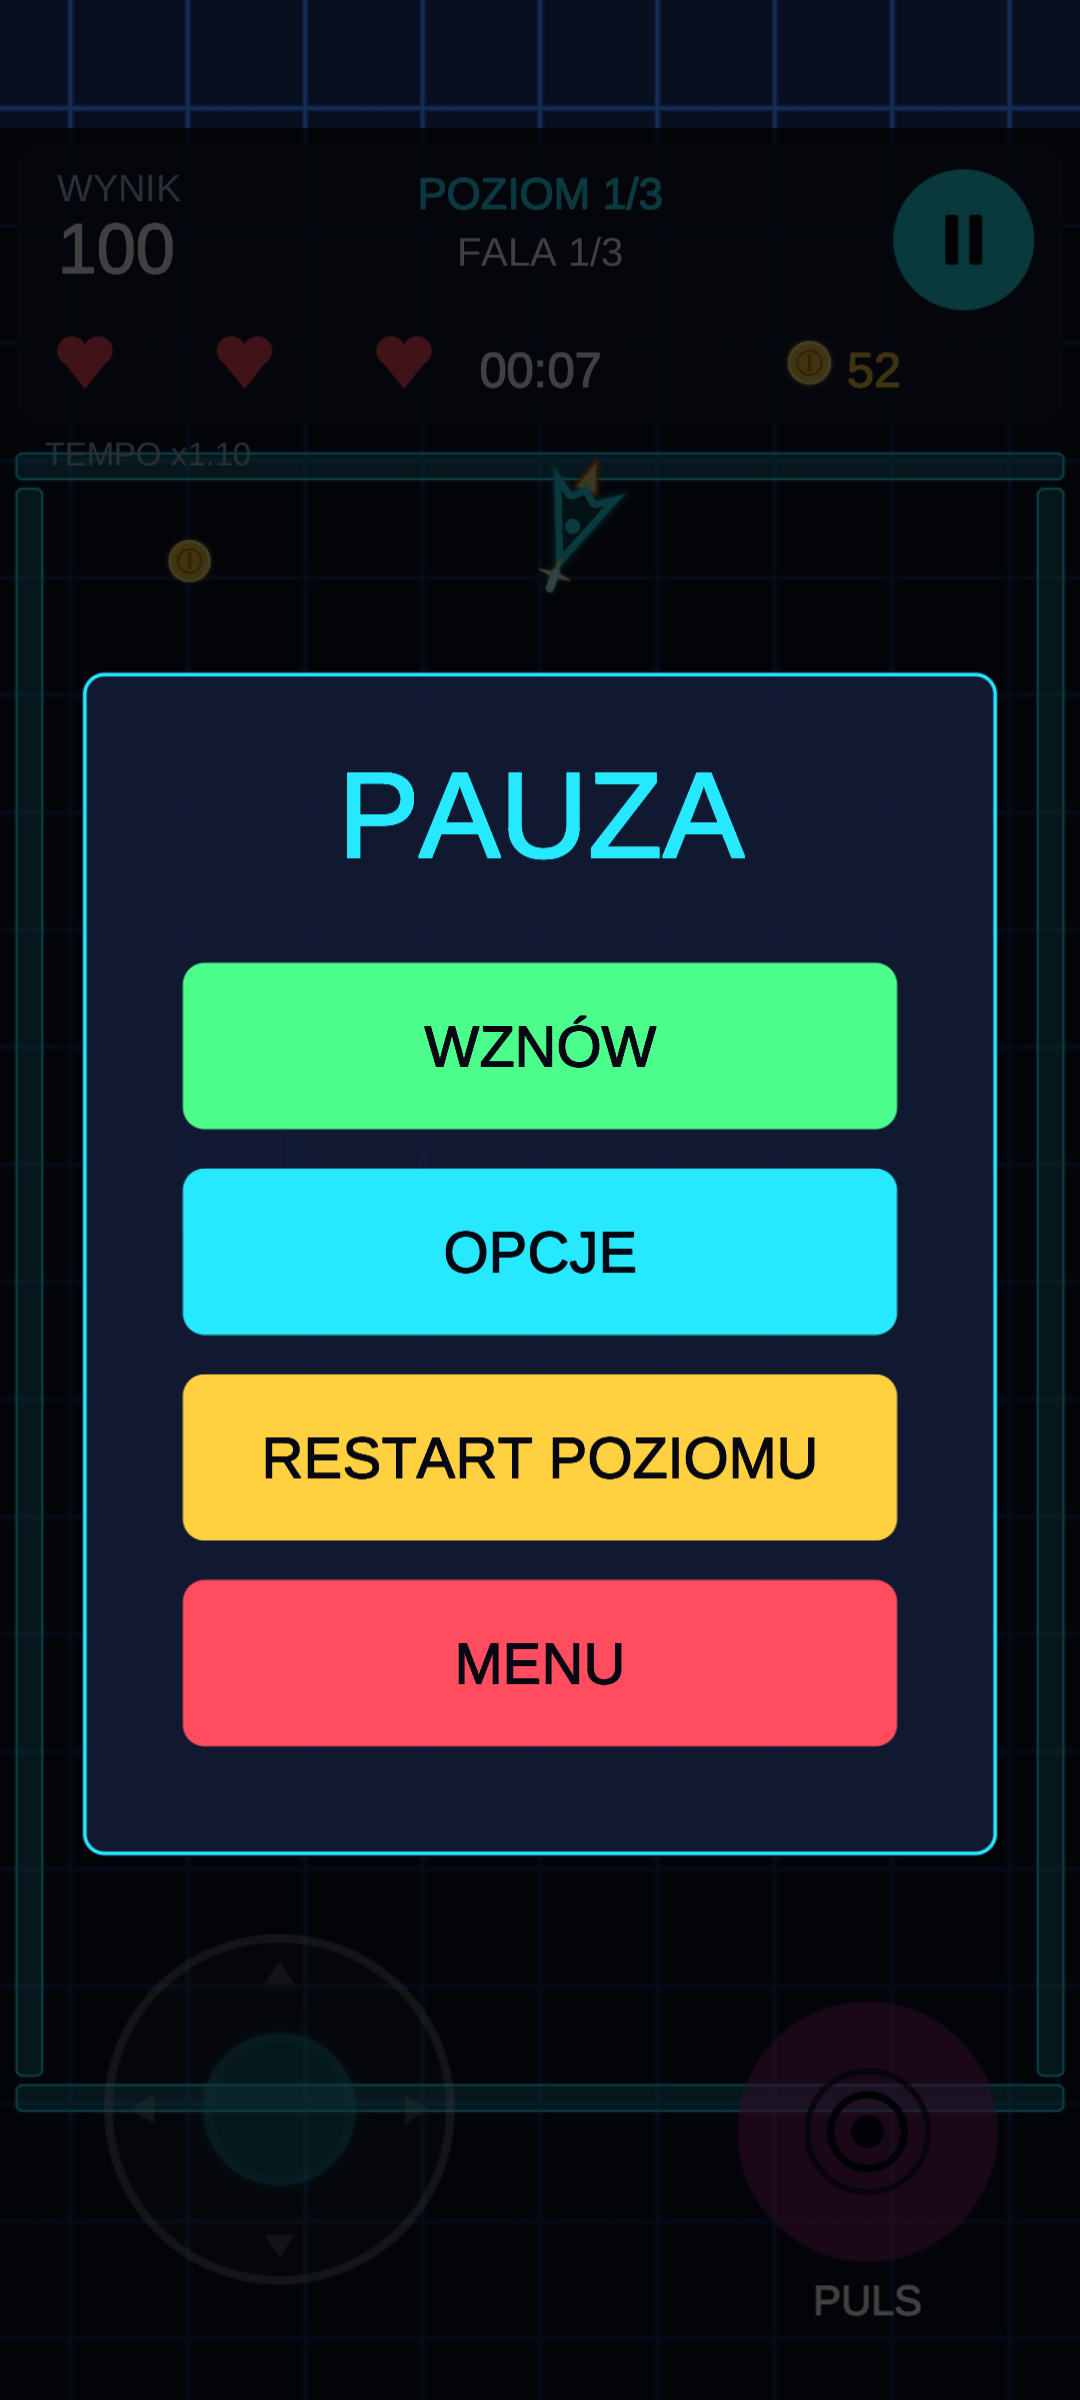 WYNIK
100
POZIOM 1/3
FALA 1/3
00:07
52
TEMPO x1.10
PAUZA
WZNÓW
OPCJE
RESTART POZIOMU
MENU
PULS